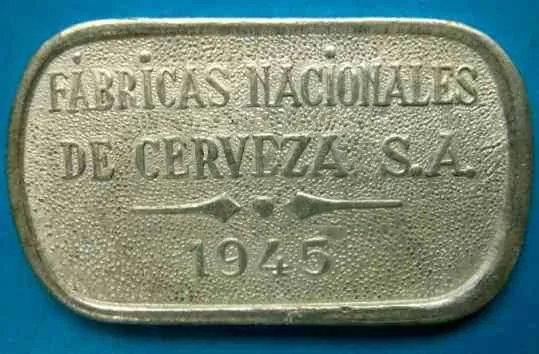 FÁBRICAS NACIONALES
DE CERVEZA S.A.
1945